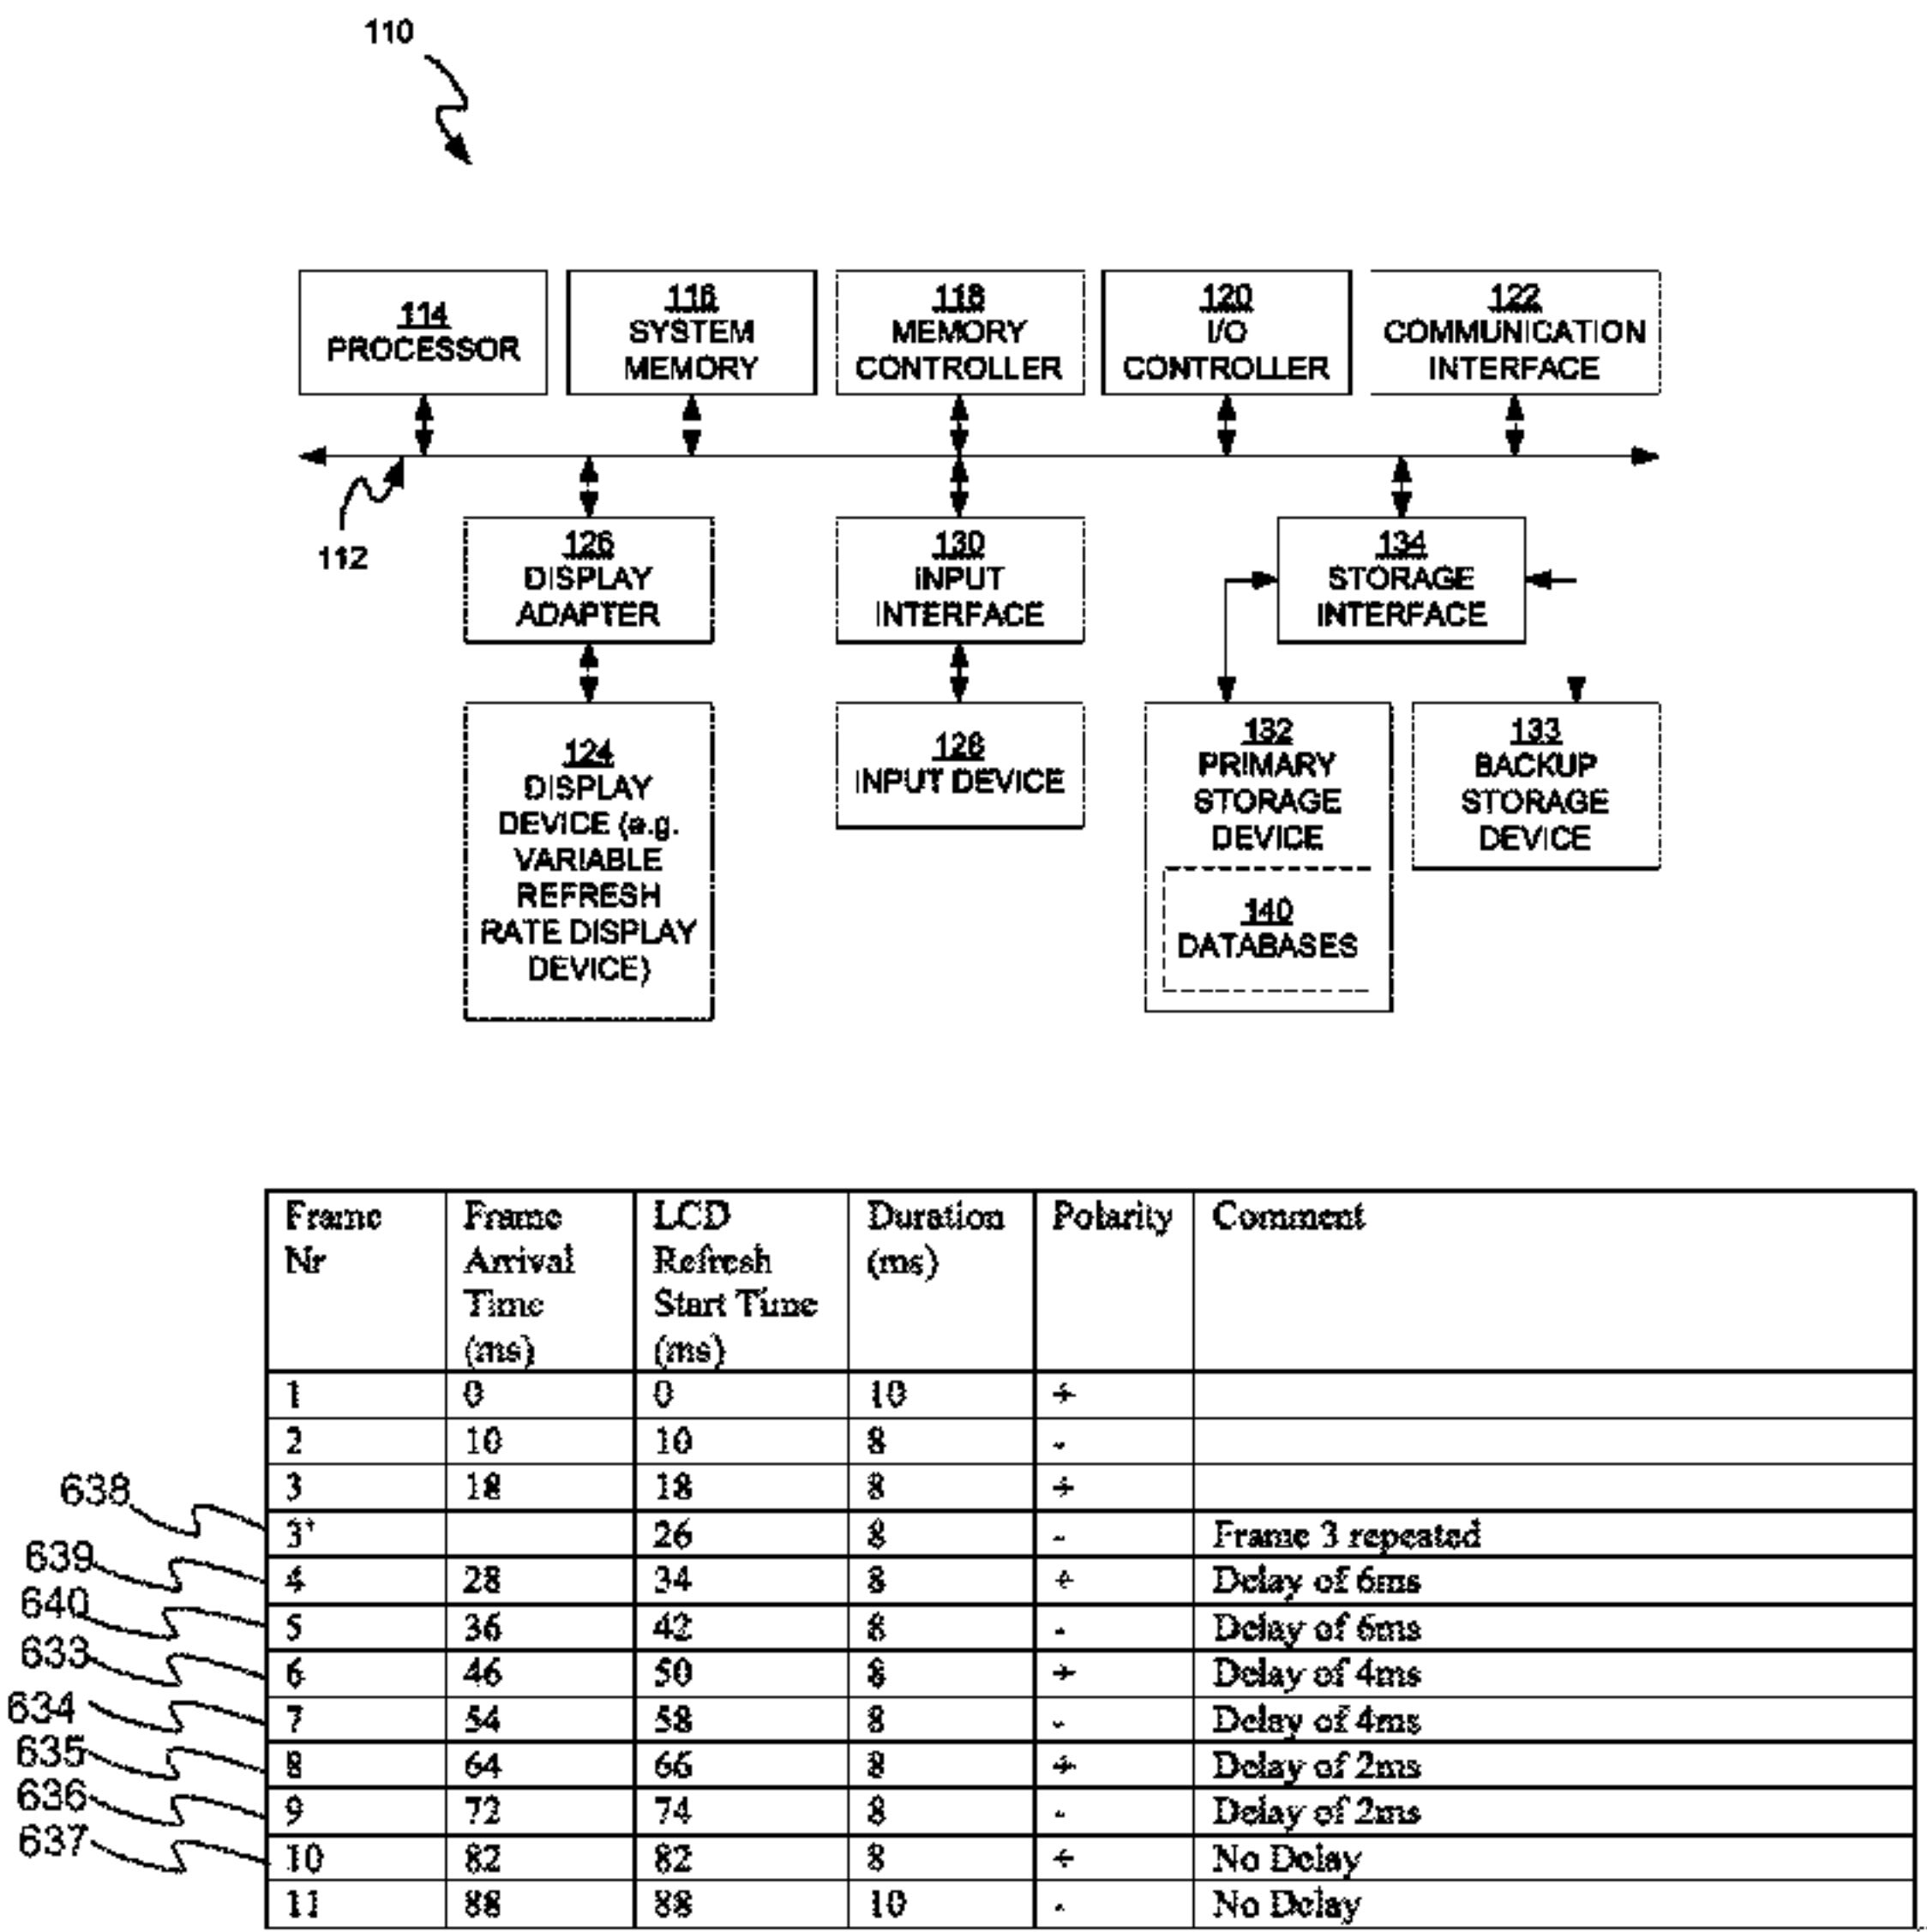 110
114
PROCESSOR
116
SYSTEM
MEMORY
118
MEMORY
CONTROLLER
120
I/O
CONTROLLER
122
COMMUNICATION
INTERFACE
112
126
DISPLAY
ADAPTER
130
INPUT
INTERFACE
134
STORAGE
INTERFACE
124
DISPLAY
DEVICE (e.g.
VARIABLE
REFRESH
RATE DISPLAY
DEVICE)
128
INPUT DEVICE
132
PRIMARY
STORAGE
DEVICE
140
DATABASES
133
BACKUP
STORAGE
DEVICE
Frame Nr | Frame Arrival Time (ms) | LCD Refresh Start Time (ms) | Duration (ms) | Polarity | Comment
1 0 0 10 +
2 10 10 8 -
3 18 18 8 +
638 3' 26 8 - Frame 3 repeated
639 4 28 34 8 + Delay of 6ms
640 5 36 42 8 - Delay of 6ms
633 6 46 50 8 + Delay of 4ms
634 7 54 58 8 - Delay of 4ms
635 8 64 66 8 + Delay of 2ms
636 9 72 74 8 - Delay of 2ms
637 10 82 82 8 + No Delay
11 88 88 10 - No Delay